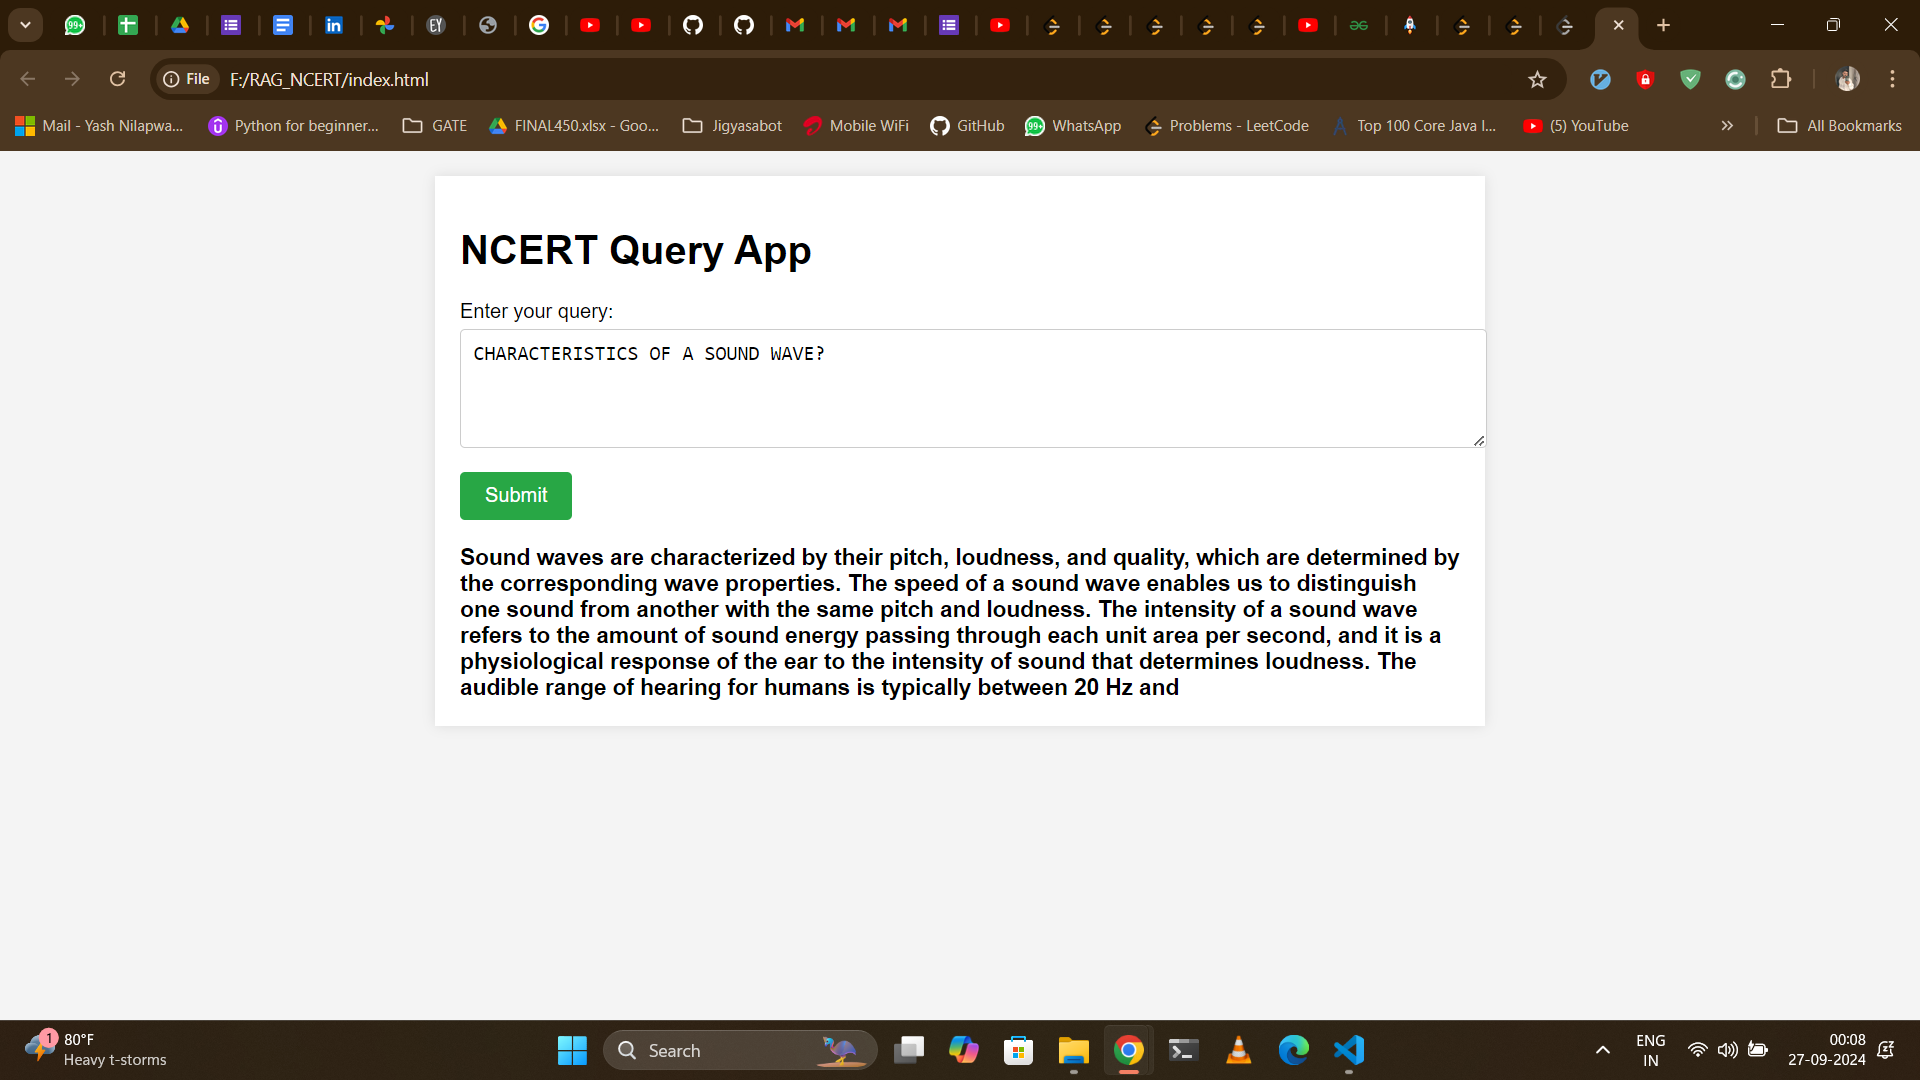 File
F:/RAG_NCERT/index.html
Mail - Yash Nilapwa... Python for beginner... GATE FINAL450.xlsx - Goo... Jigyasabot Mobile WiFi GitHub WhatsApp Problems - LeetCode Top 100 Core Java I... (5) YouTube All Bookmarks
NCERT Query App
Enter your query:
CHARACTERISTICS OF A SOUND WAVE?
Submit
Sound waves are characterized by their pitch, loudness, and quality, which are determined by
the corresponding wave properties. The speed of a sound wave enables us to distinguish
one sound from another with the same pitch and loudness. The intensity of a sound wave
refers to the amount of sound energy passing through each unit area per second, and it is a
physiological response of the ear to the intensity of sound that determines loudness. The
audible range of hearing for humans is typically between 20 Hz and
1
80°F
Heavy t-storms
Search
ENG
IN
00:08
27-09-2024